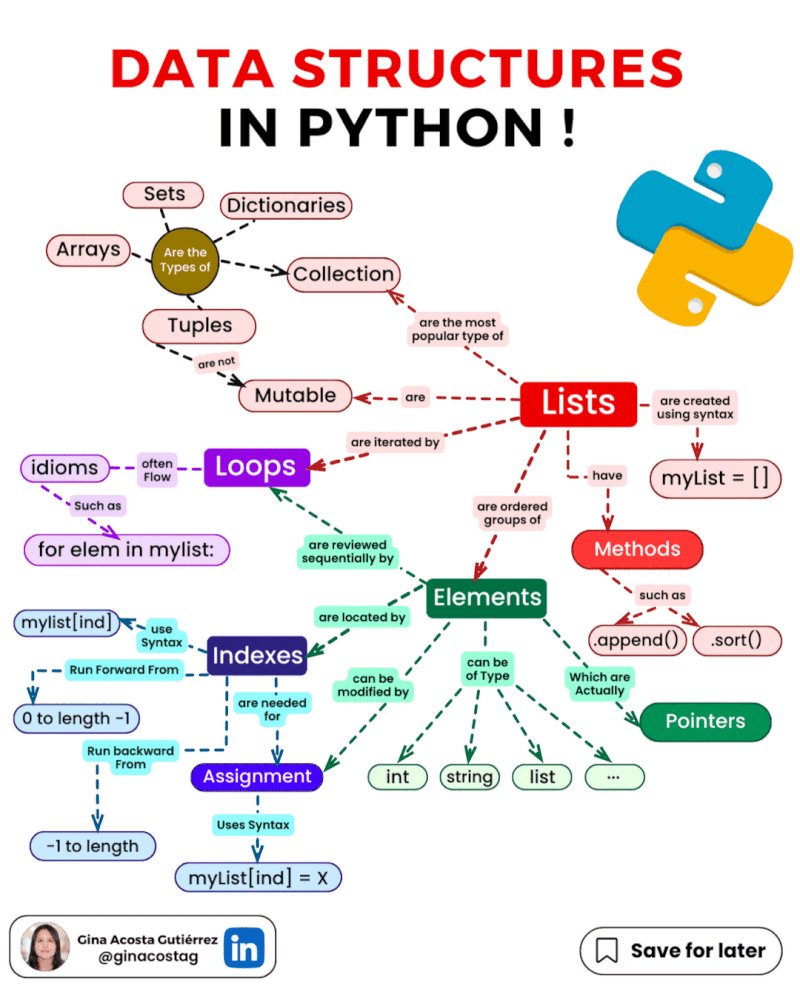 DATA STRUCTURES
IN PYTHON !
Sets
Dictionaries
Arrays
Are the
Types of
Collection
Tuples
are the most
popular type of
are not
Mutable
are
Lists
are created
using syntax
are iterated by
idioms
often
Flow
Loops
myList = []
have
Such as
are ordered
groups of
for elem in mylist:
are reviewed
sequentially by
Methods
Elements
such as
mylist[ind]
use
Syntax
are located by
.append()
.sort()
Indexes
Run Forward From
can be
modified by
can be
of Type
Which are
Actually
0 to length -1
are needed
for
Pointers
Run backward
From
Assignment
int
string
list
...
Uses Syntax
-1 to length
myList[ind] = X
Gina Acosta Gutiérrez
@ginacostag
in
Save for later